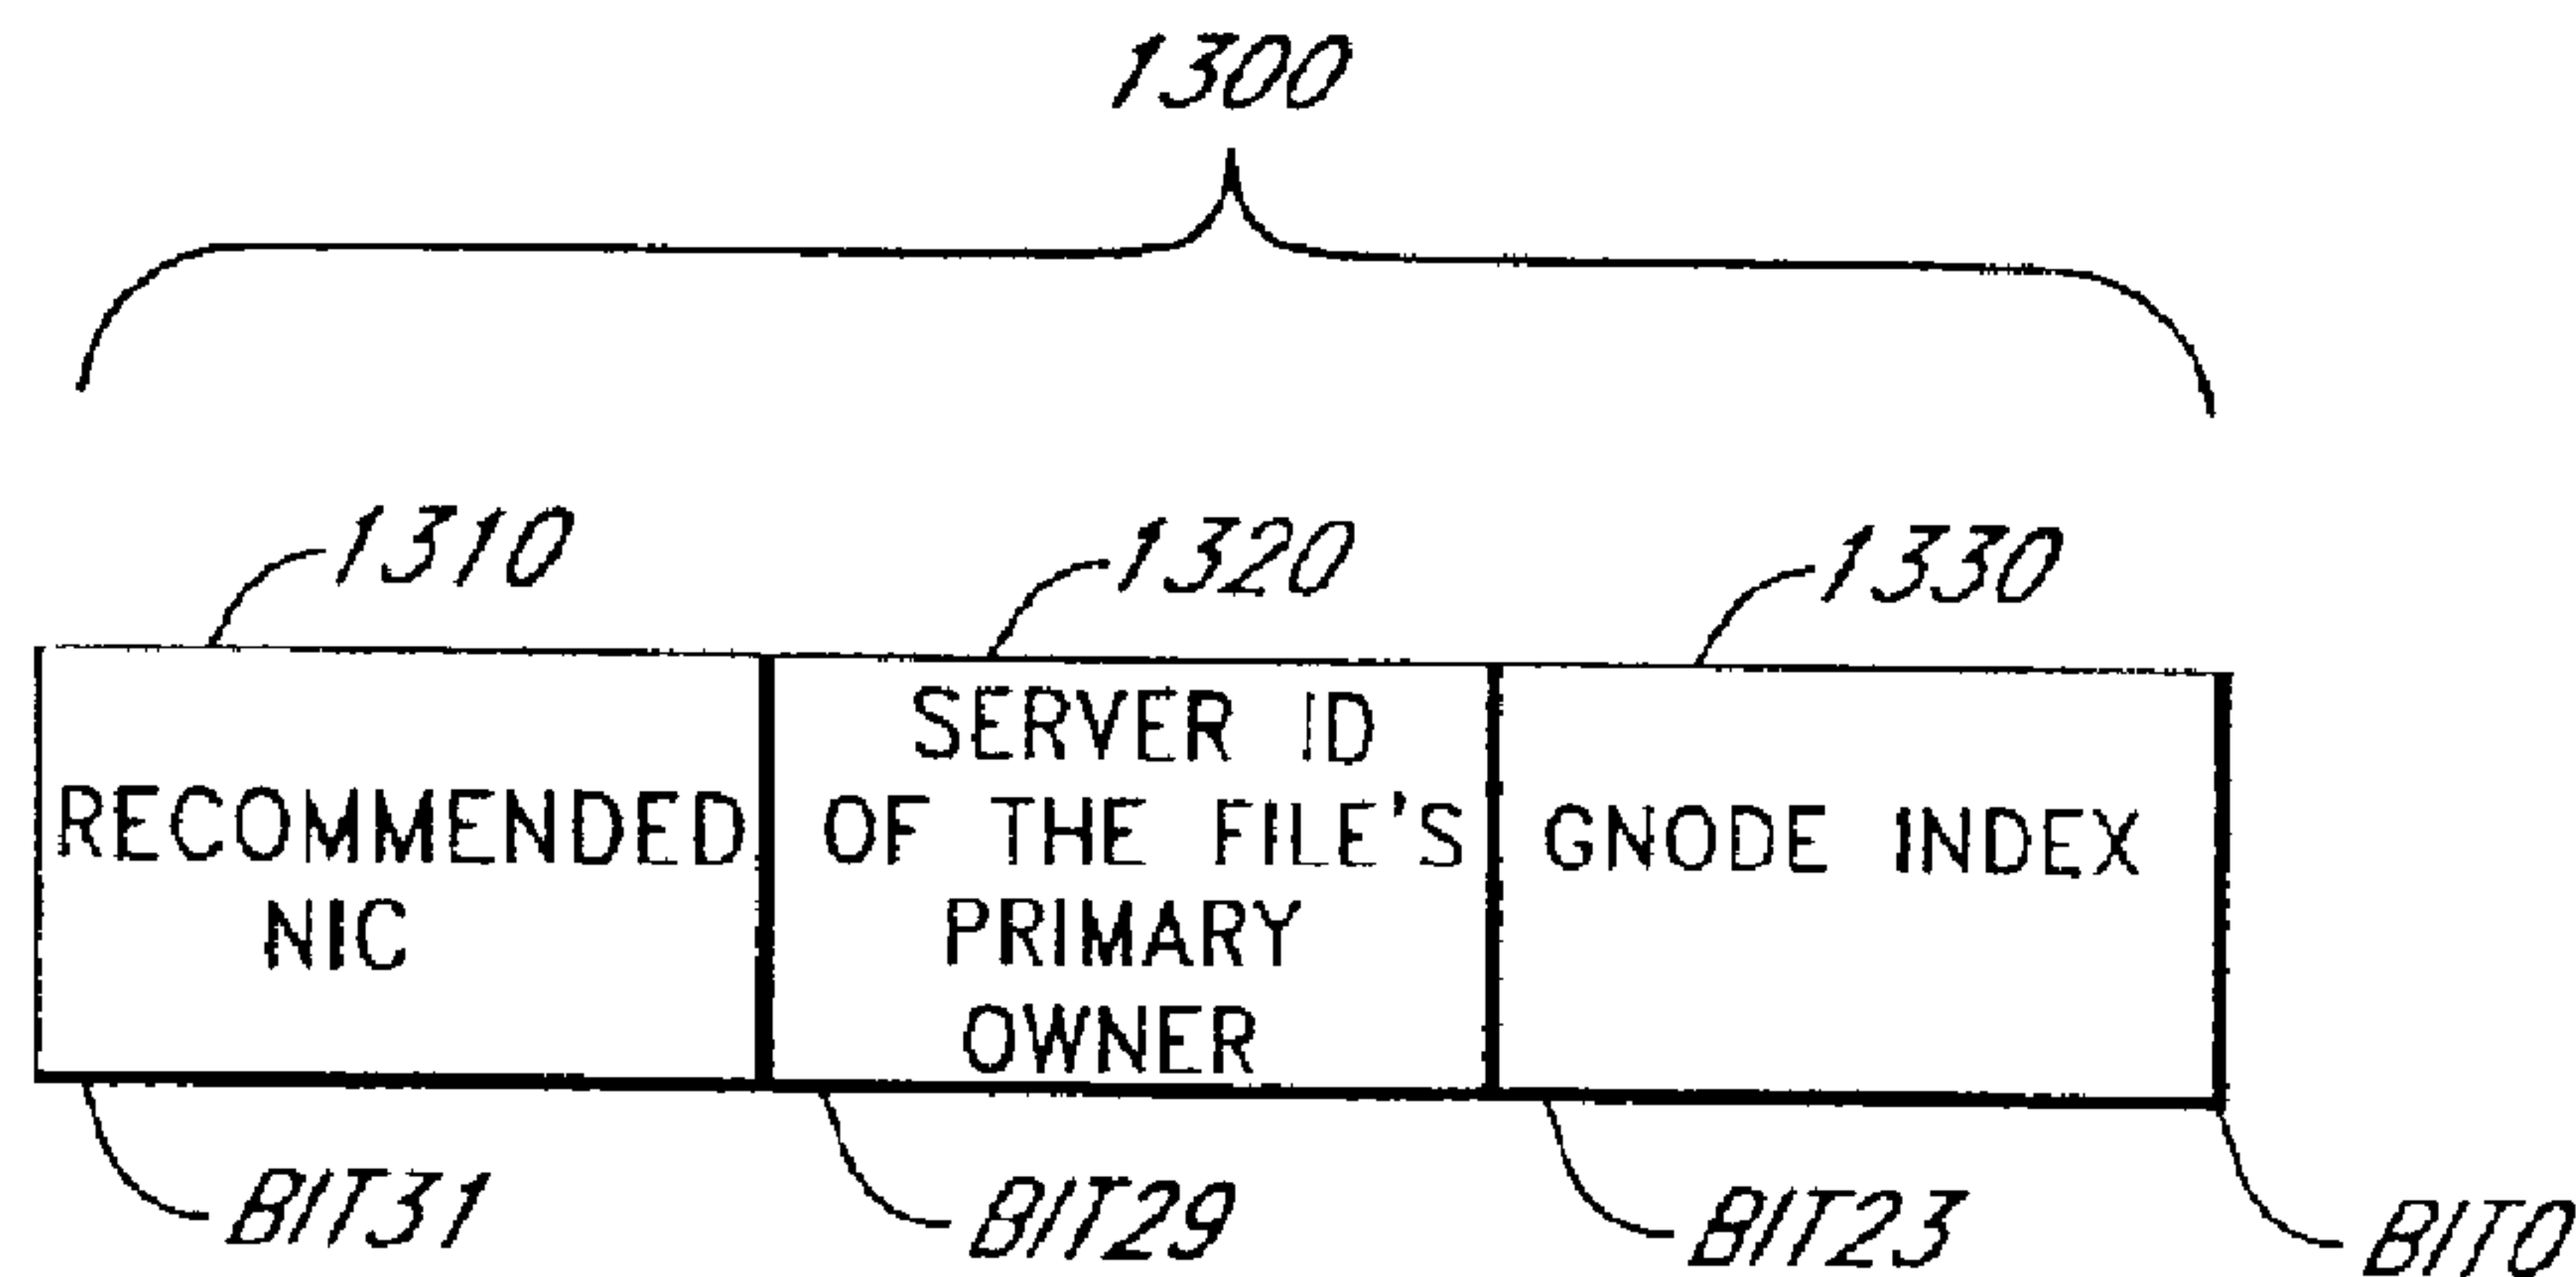 1300
1310
1320
1330
RECOMMENDED
NIC
SERVER ID
OF THE FILE'S
PRIMARY
OWNER
GNODE INDEX
BIT31
BIT29
BIT23
BIT0